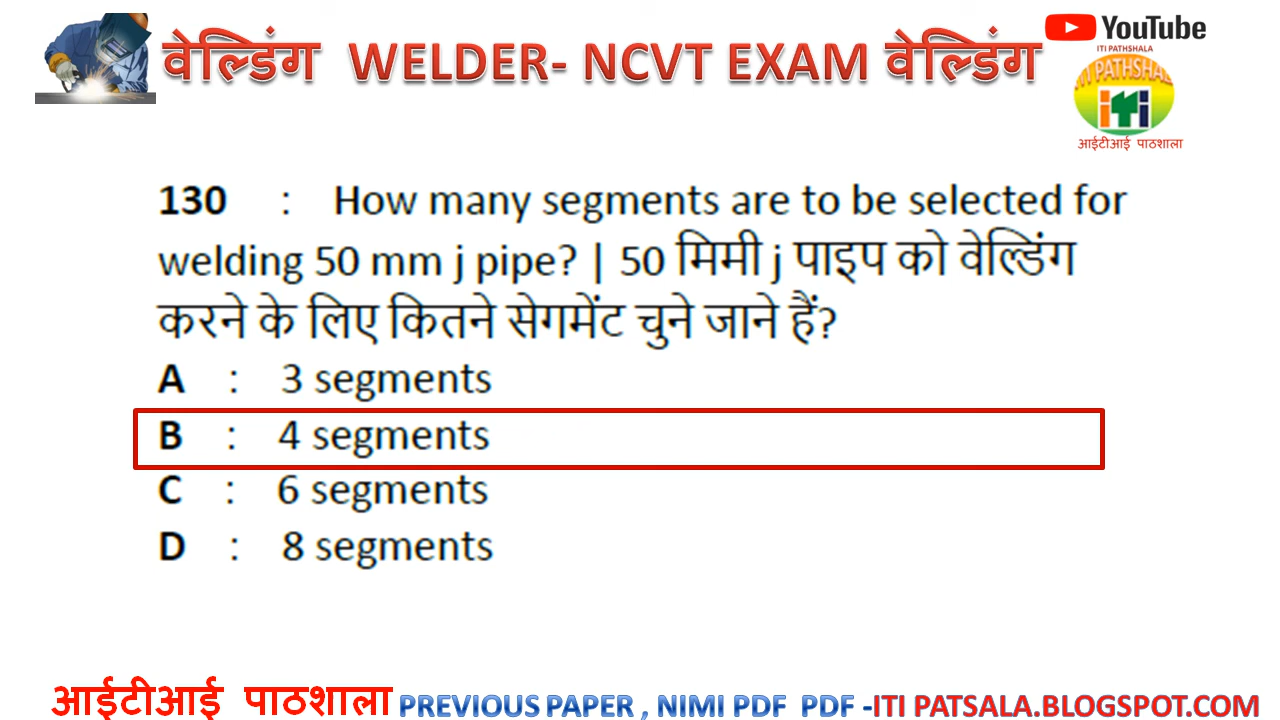 वेल्डिंग WELDER- NCVT EXAM वेल्डिंग
YouTube
ITI PATHSHALA
ITI PATHSHAL
iTi
आईटीआई पाठशाला
130 : How many segments are to be selected for
welding 50 mm j pipe? | 50 मिमी j पाइप को वेल्डिंग
करने के लिए कितने सेगमेंट चुने जाने हैं?
A : 3 segments
B : 4 segments
C : 6 segments
D : 8 segments
आईटीआई पाठशाला PREVIOUS PAPER , NIMI PDF PDF -ITI PATSALA.BLOGSPOT.COM